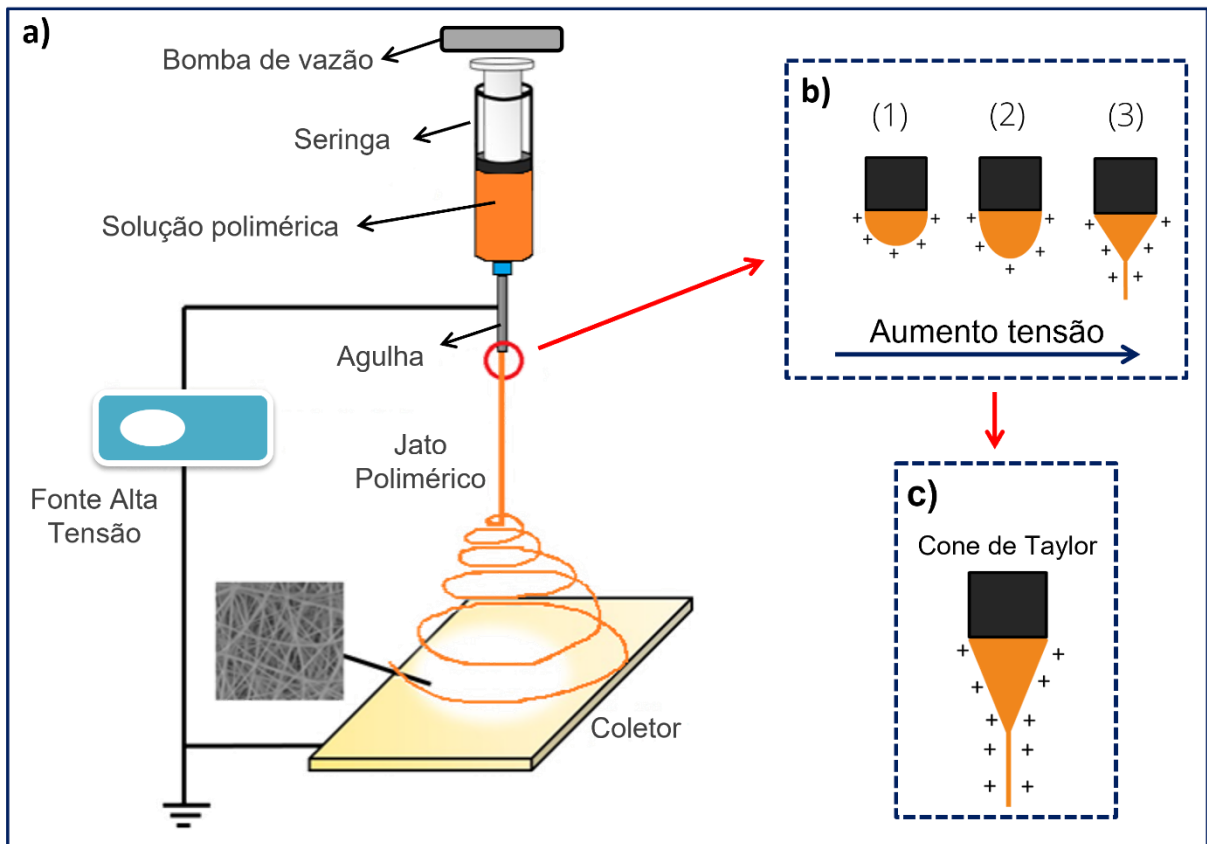 a)
Bomba de vazão
Seringa
Solução polimérica
Agulha
Jato
Polimérico
Fonte Alta
Tensão
Coletor
b)
(1) (2) (3)
Aumento tensão
c)
Cone de Taylor